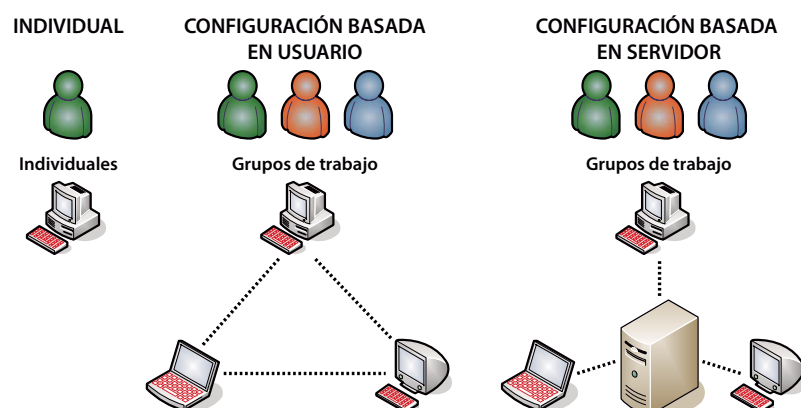 INDIVIDUAL
CONFIGURACIÓN BASADA
EN USUARIO
CONFIGURACIÓN BASADA
EN SERVIDOR
Individuales
Grupos de trabajo
Grupos de trabajo